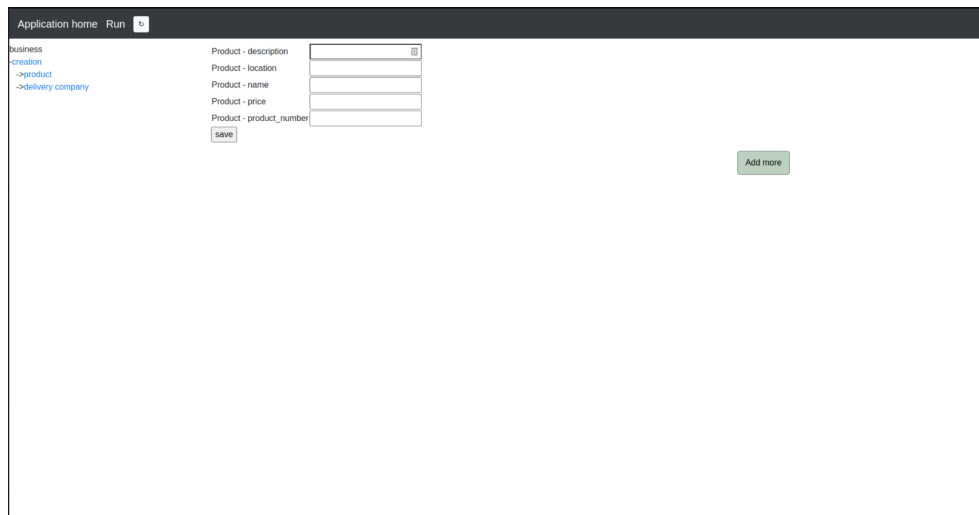 Application home Run ↻
business
-creation
->product
->delivery company
Product - description
Product - location
Product - name
Product - price
Product - product_number
save
Add more